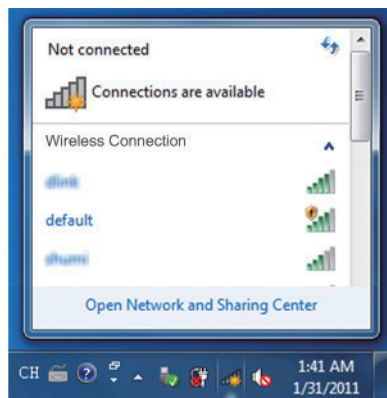 Not connected
Connections are available
Wireless Connection
dlink
default
Open Network and Sharing Center
CH
1:41 AM
1/31/2011